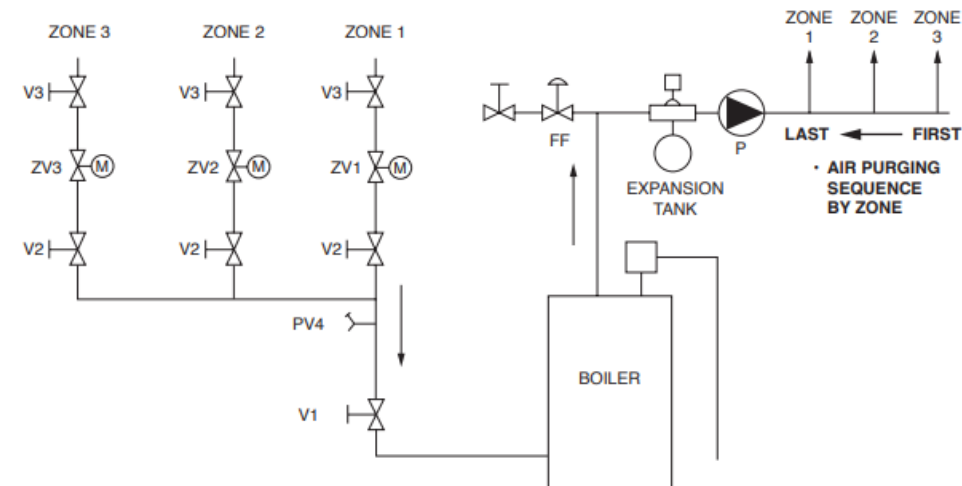 ZONE 3
ZONE 2
ZONE 1
ZONE 1
ZONE 2
ZONE 3
V3
V3
V3
FF
P
LAST
FIRST
• AIR PURGING
SEQUENCE
BY ZONE
EXPANSION
TANK
ZV3
M
ZV2
M
ZV1
M
V2
V2
V2
PV4
BOILER
V1